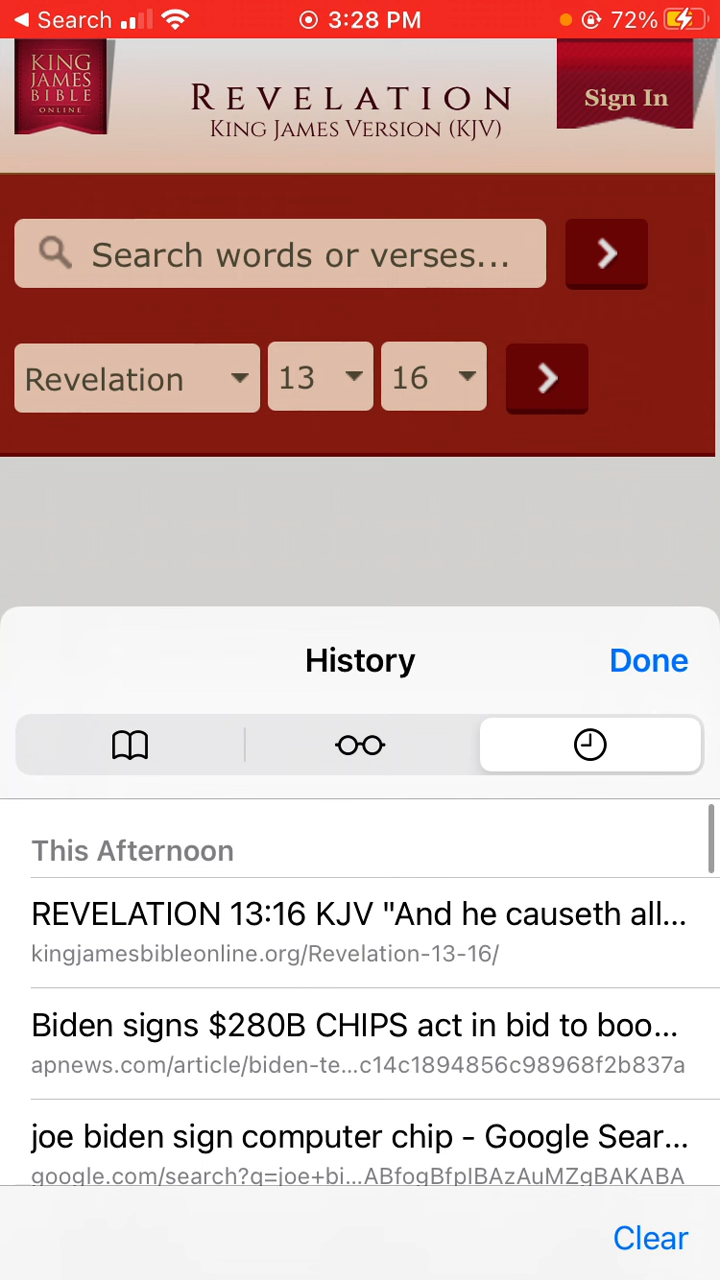 Search 3:28 PM 72%
KING
JAMES
BIBLE
ONLINE
REVELATION
KING JAMES VERSION (KJV)
Sign In
Search words or verses...
Revelation 13 16
History Done
This Afternoon
REVELATION 13:16 KJV "And he causeth all...
kingjamesbibleonline.org/Revelation-13-16/
Biden signs $280B CHIPS act in bid to boo...
apnews.com/article/biden-te...c14c1894856c98968f2b837a
joe biden sign computer chip - Google Sear...
google.com/search?q=joe+bi...ABfogBfpIBAzAuMZgBAKABA
Clear